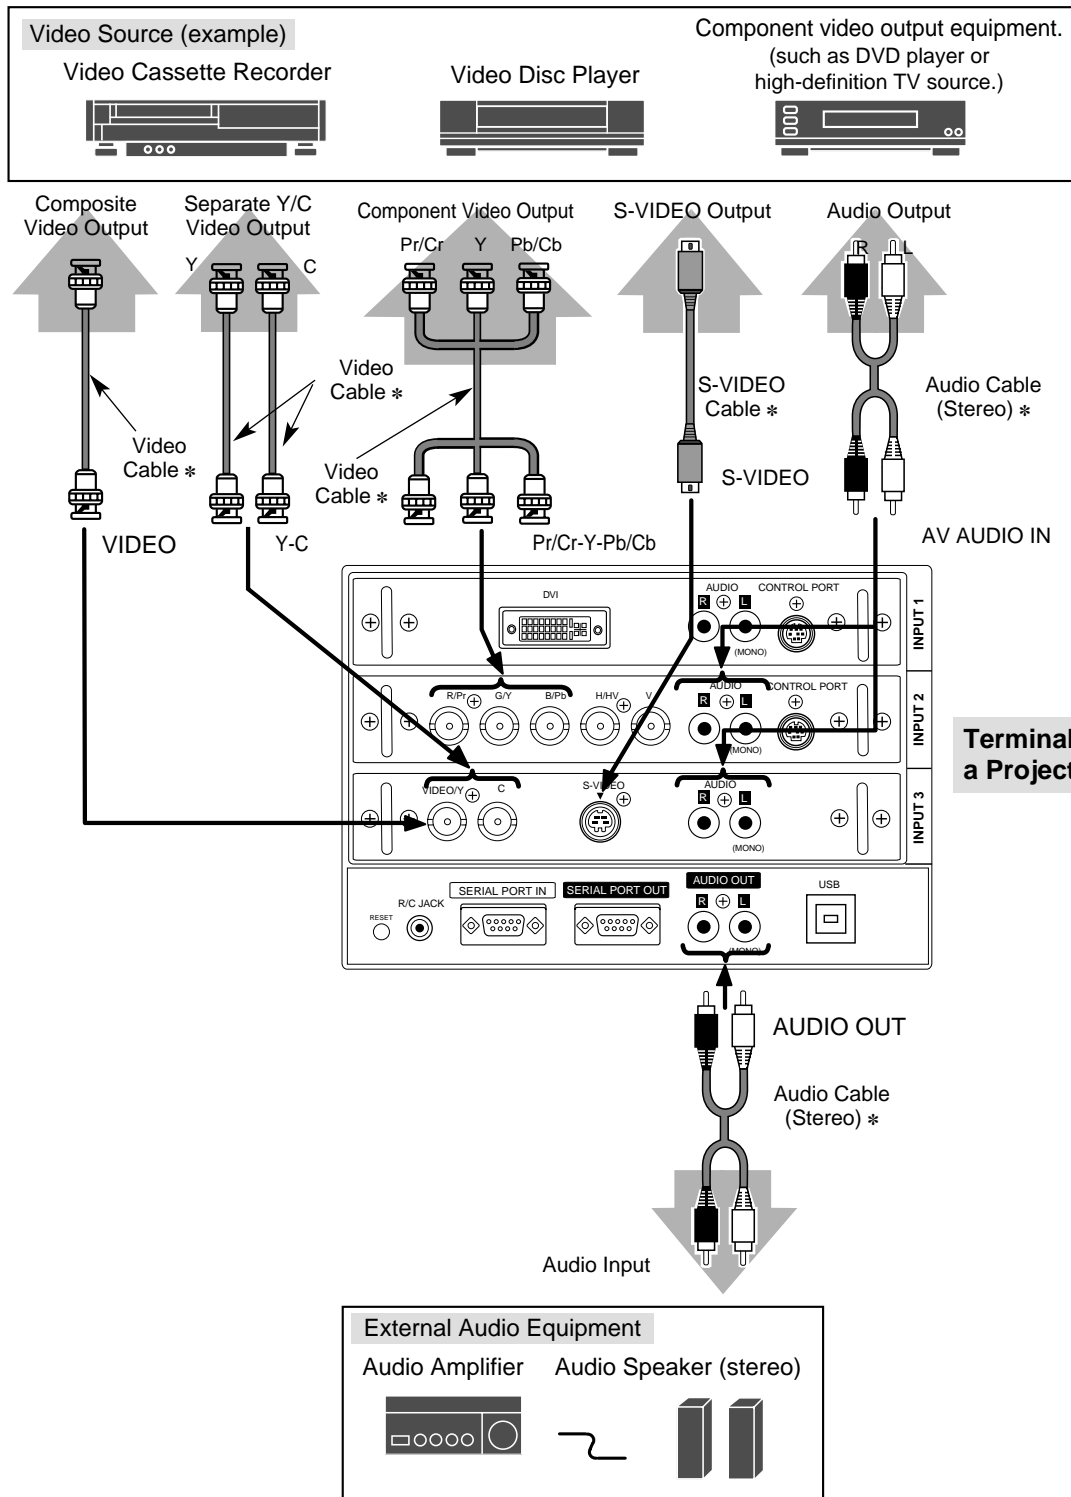 Video Source (example)
Video Cassette Recorder
Video Disc Player
Component video output equipment.
(such as DVD player or
high-definition TV source.)
Composite
Video Output
Separate Y/C
Video Output
Component Video Output
S-VIDEO Output
Audio Output
Y
C
Pr/Cr
Y
Pb/Cb
R
L
Video
Cable *
Video
Cable *
Video
Cable *
S-VIDEO
Cable *
Audio Cable
(Stereo) *
VIDEO
Y-C
Pr/Cr-Y-Pb/Cb
S-VIDEO
AV AUDIO IN
DVI
AUDIO
R
L
(MONO)
CONTROL PORT
INPUT 1
R/Pr
G/Y
B/Pb
H/HV
V
AUDIO
R
L
(MONO)
CONTROL PORT
INPUT 2
VIDEO/Y
C
S-VIDEO
AUDIO
R
L
(MONO)
INPUT 3
Terminal
a Project
RESET
R/C JACK
SERIAL PORT IN
SERIAL PORT OUT
AUDIO OUT
R
L
(MONO)
USB
AUDIO OUT
Audio Cable
(Stereo) *
Audio Input
External Audio Equipment
Audio Amplifier
Audio Speaker (stereo)